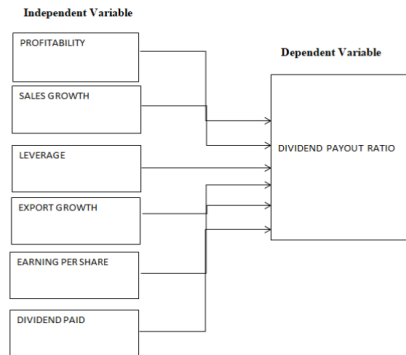 Independent Variable
Dependent Variable
PROFITABILITY
SALES GROWTH
LEVERAGE
EXPORT GROWTH
EARNING PER SHARE
DIVIDEND PAID
DIVIDEND PAYOUT RATIO